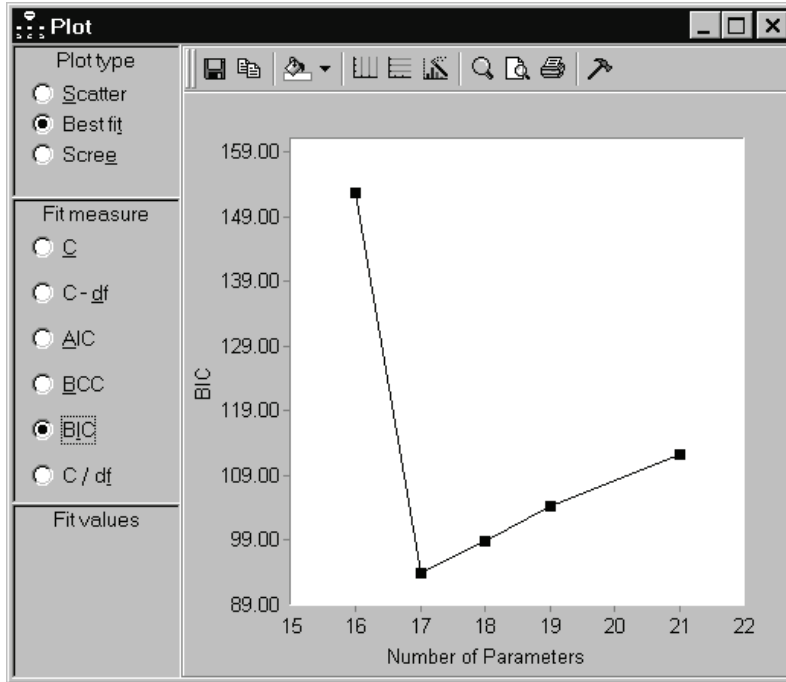 Plot
Plot type
Scatter
Best fit
Scree
Fit measure
C
C - df
AIC
BCC
BIC
C / df
Fit values
159.00
149.00
139.00
129.00
119.00
109.00
99.00
89.00
BIC
15 16 17 18 19 20 21 22
Number of Parameters